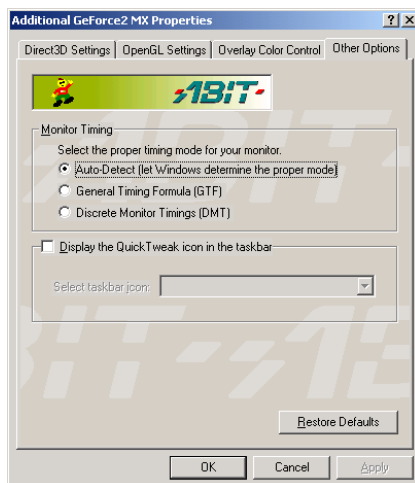 Additional GeForce2 MX Properties
Direct3D Settings
OpenGL Settings
Overlay Color Control
Other Options
ABIT
Monitor Timing
Select the proper timing mode for your monitor.
Auto-Detect (let Windows determine the proper mode)
General Timing Formula (GTF)
Discrete Monitor Timings (DMT)
Display the QuickTweak icon in the taskbar
Select taskbar icon:
Restore Defaults
OK
Cancel
Apply